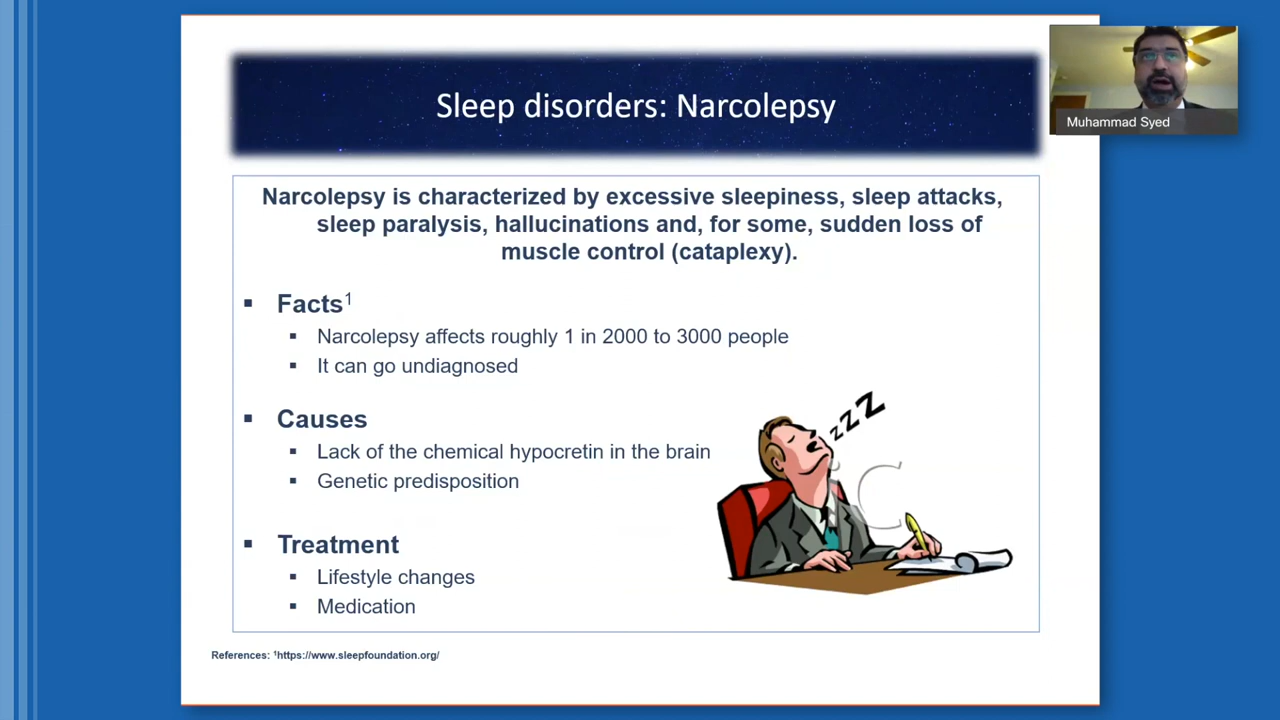 Sleep disorders: Narcolepsy
Muhammad Syed
Narcolepsy is characterized by excessive sleepiness, sleep attacks,
sleep paralysis, hallucinations and, for some, sudden loss of
muscle control (cataplexy).
▪ Facts¹
▪ Narcolepsy affects roughly 1 in 2000 to 3000 people
▪ It can go undiagnosed
▪ Causes
▪ Lack of the chemical hypocretin in the brain
▪ Genetic predisposition
▪ Treatment
▪ Lifestyle changes
▪ Medication
zzZ
References: ¹https://www.sleepfoundation.org/